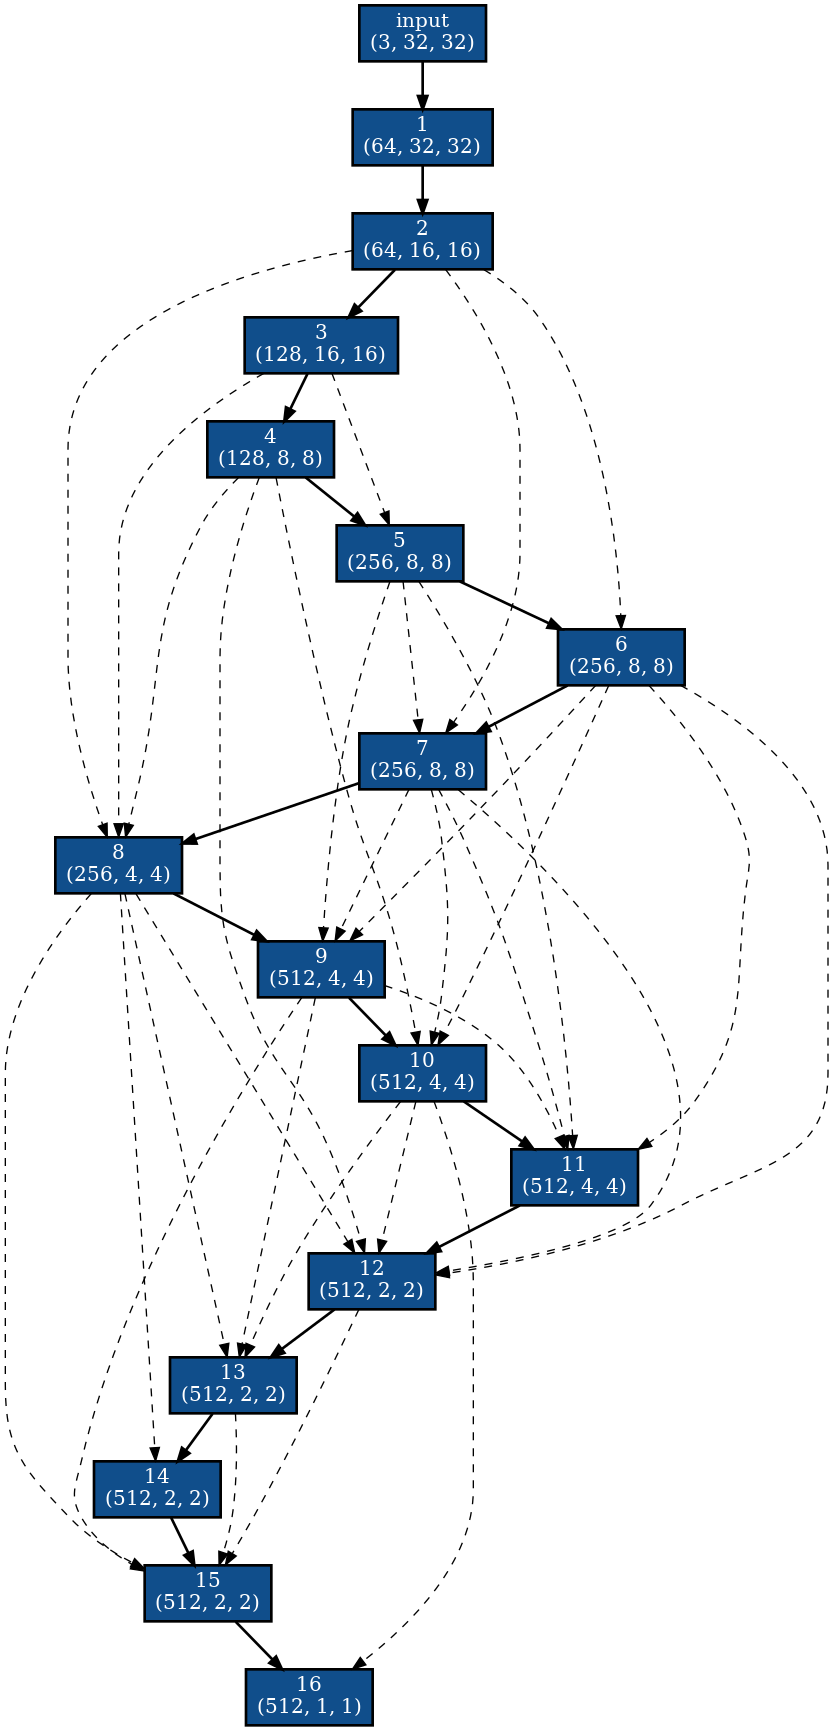 input
(3, 32, 32)
1
(64, 32, 32)
2
(64, 16, 16)
3
(128, 16, 16)
4
(128, 8, 8)
5
(256, 8, 8)
6
(256, 8, 8)
7
(256, 8, 8)
8
(256, 4, 4)
9
(512, 4, 4)
10
(512, 4, 4)
11
(512, 4, 4)
12
(512, 2, 2)
13
(512, 2, 2)
14
(512, 2, 2)
15
(512, 2, 2)
16
(512, 1, 1)